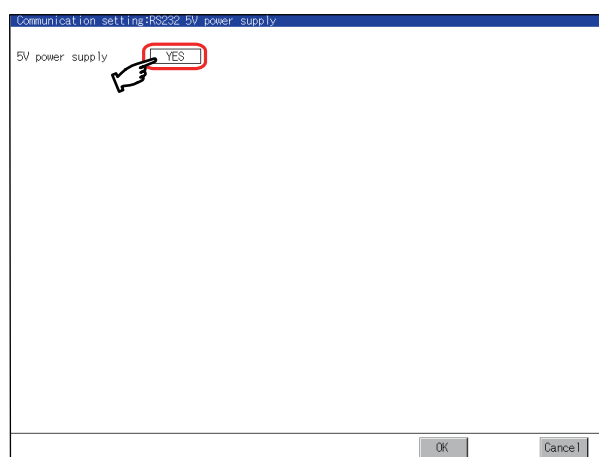 Communication setting:RS232 5V power supply
5V power supply YES
OK Cancel